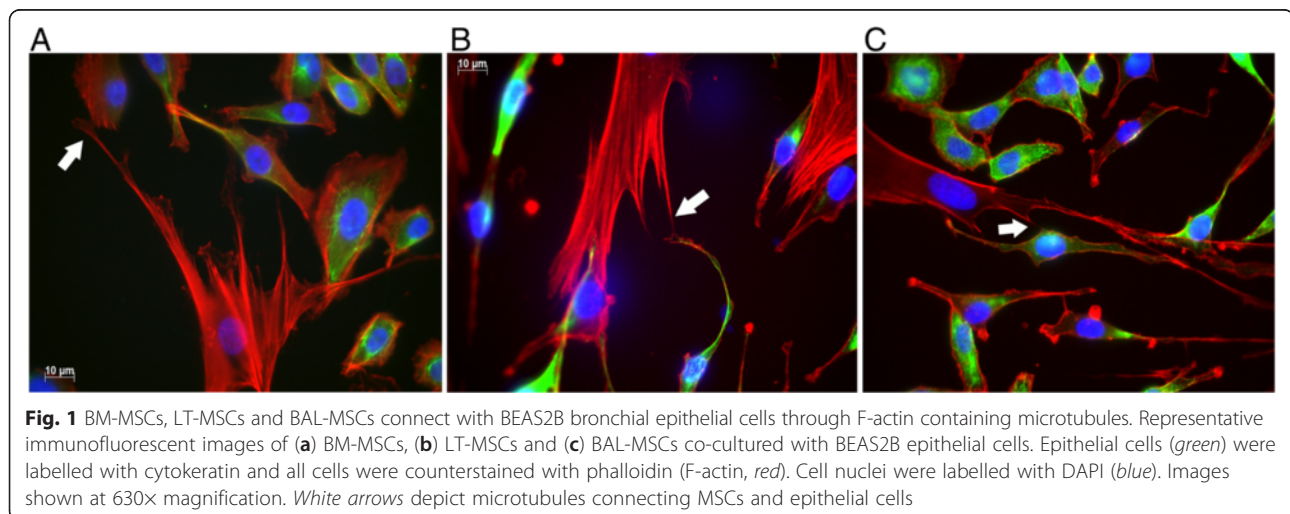 A
B
C
10 µm
10 µm
Fig. 1 BM-MSCs, LT-MSCs and BAL-MSCs connect with BEAS2B bronchial epithelial cells through F-actin containing microtubules. Representative
immunofluorescent images of (a) BM-MSCs, (b) LT-MSCs and (c) BAL-MSCs co-cultured with BEAS2B epithelial cells. Epithelial cells (green) were
labelled with cytokeratin and all cells were counterstained with phalloidin (F-actin, red). Cell nuclei were labelled with DAPI (blue). Images
shown at 630× magnification. White arrows depict microtubules connecting MSCs and epithelial cells